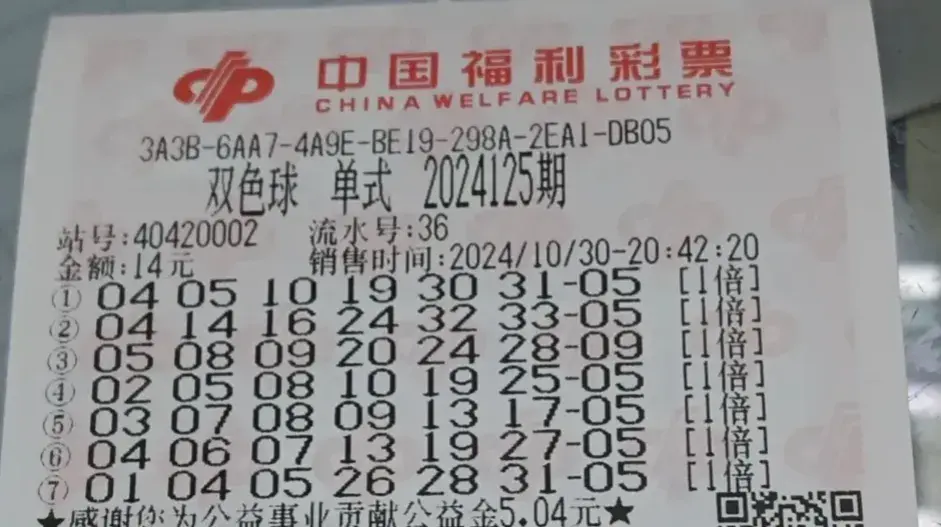 中国福利彩票
CHINA WELFARE LOTTERY
3A3B-6AA7-4A9E-BE19-298A-2EA1-DB05
双色球 单式 2024125期
站号:40420002 流水号:36
金额:14元 销售时间:2024/10/30-20:42:20
① 04 05 10 19 30 31-05 [1倍]
② 04 14 16 24 32 33-05 [1倍]
③ 05 08 09 20 24 28-09 [1倍]
④ 02 05 08 10 19 25-05 [1倍]
⑤ 03 07 08 09 13 17-05 [1倍]
⑥ 04 06 07 13 19 27-05 [1倍]
⑦ 01 04 05 26 28 31-05 [1倍]
★感谢您为公益事业贡献公益金5.04元★